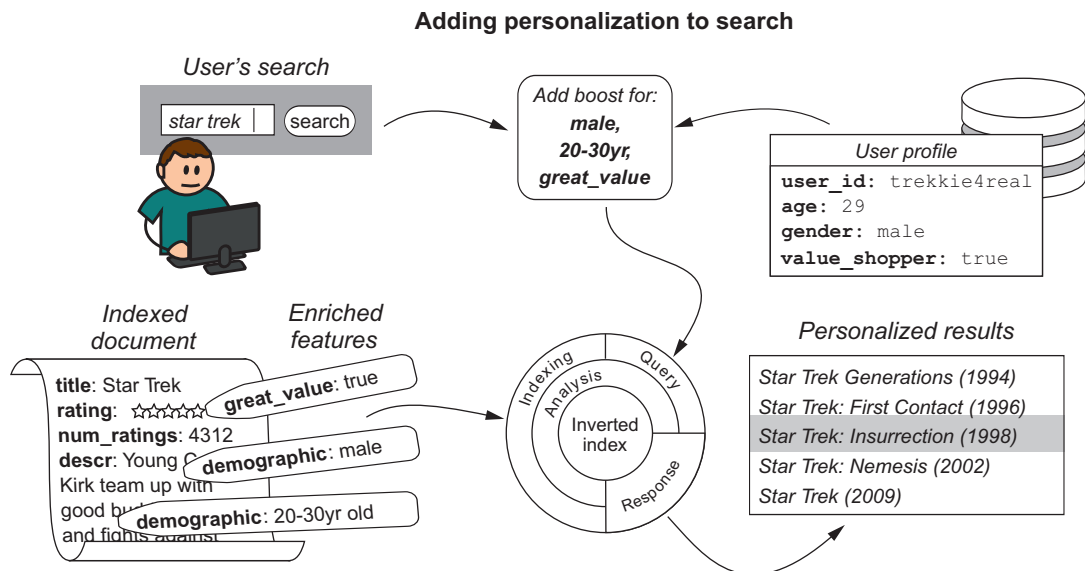 Adding personalization to search
User's search
star trek
search
Add boost for:
male,
20-30yr,
great_value
User profile
user_id: trekkie4real
age: 29
gender: male
value_shopper: true
Indexed
document
Enriched
features
title: Star Trek
rating:
num_ratings: 4312
descr: Young
Kirk team up with
good
and fights against
great_value: true
demographic: male
demographic: 20-30yr old
Indexing
Analysis
Query
Inverted
index
Response
Personalized results
Star Trek Generations (1994)
Star Trek: First Contact (1996)
Star Trek: Insurrection (1998)
Star Trek: Nemesis (2002)
Star Trek (2009)